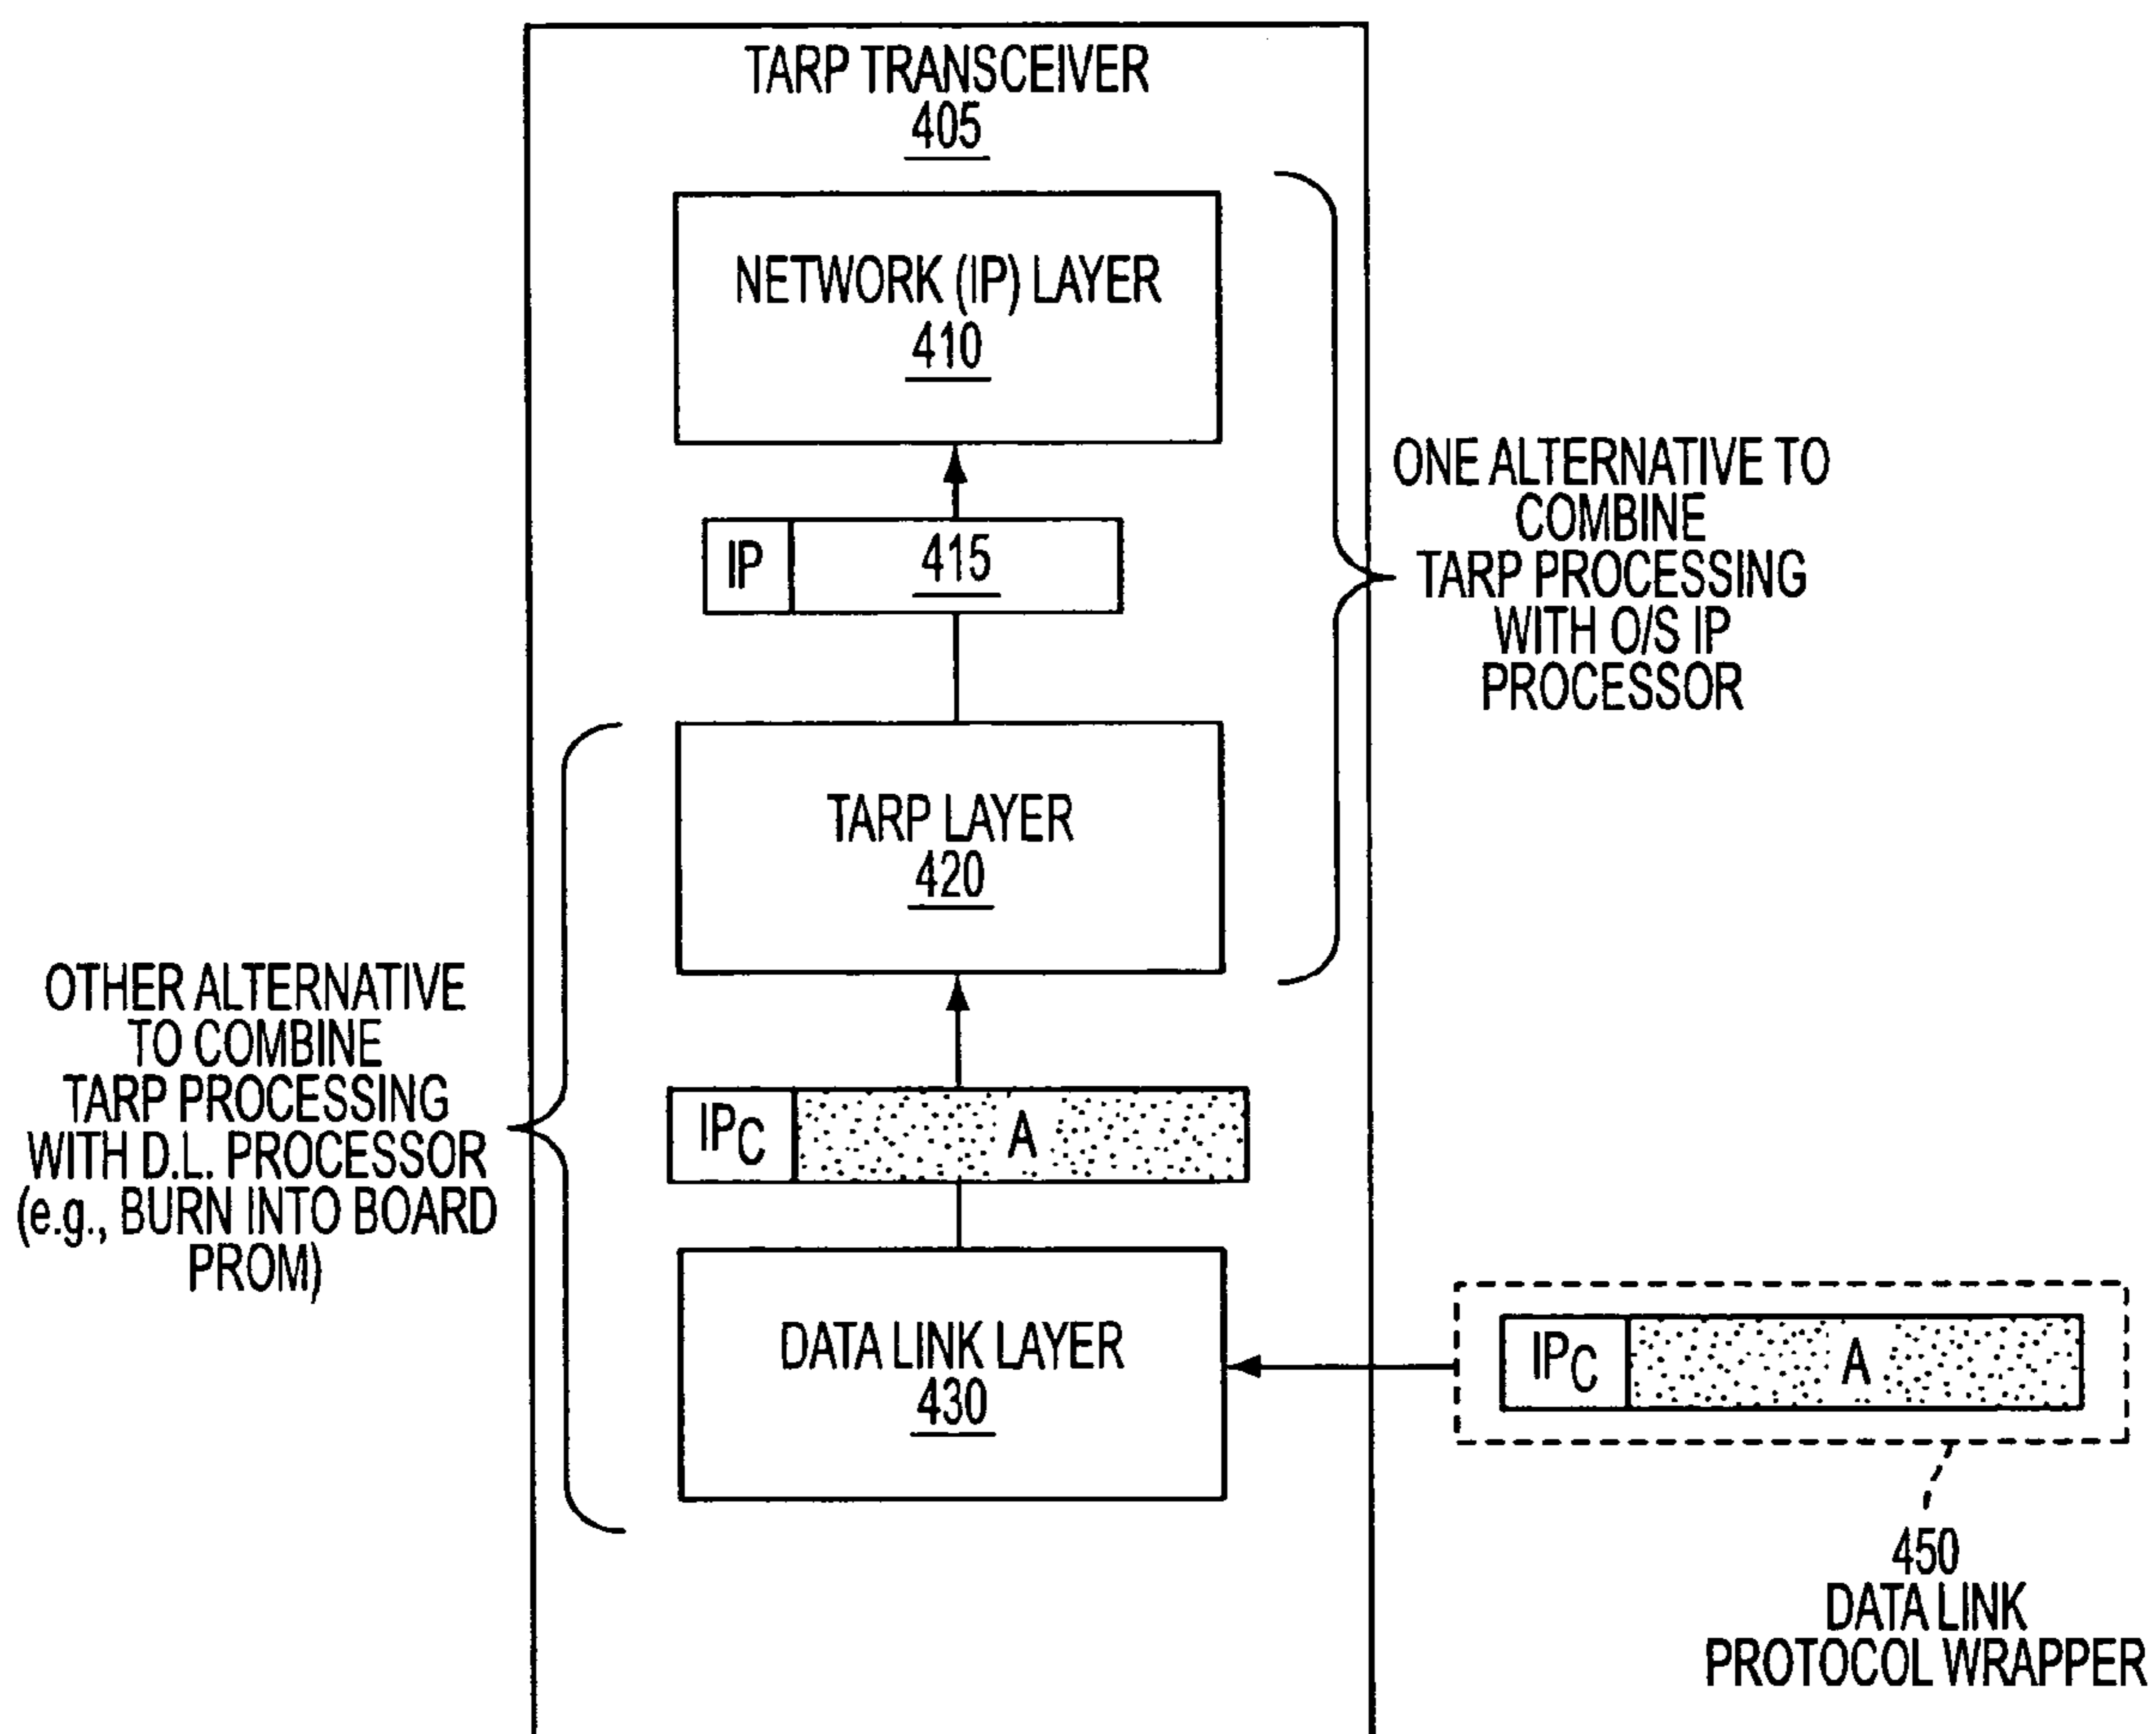 TARP TRANSCEIVER
405
NETWORK (IP) LAYER
410
IP
415
ONE ALTERNATIVE TO
COMBINE
TARP PROCESSING
WITH O/S IP
PROCESSOR
TARP LAYER
420
OTHER ALTERNATIVE
TO COMBINE
TARP PROCESSING
WITH D.L. PROCESSOR
(e.g., BURN INTO BOARD
PROM)
IPC
A
DATA LINK LAYER
430
IPC
A
450
DATA LINK
PROTOCOL WRAPPER